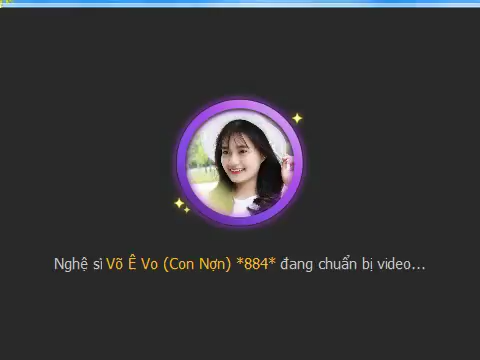 Nghệ sĩ Võ Ê Vo (Con Nợn) *884* đang chuẩn bị video...